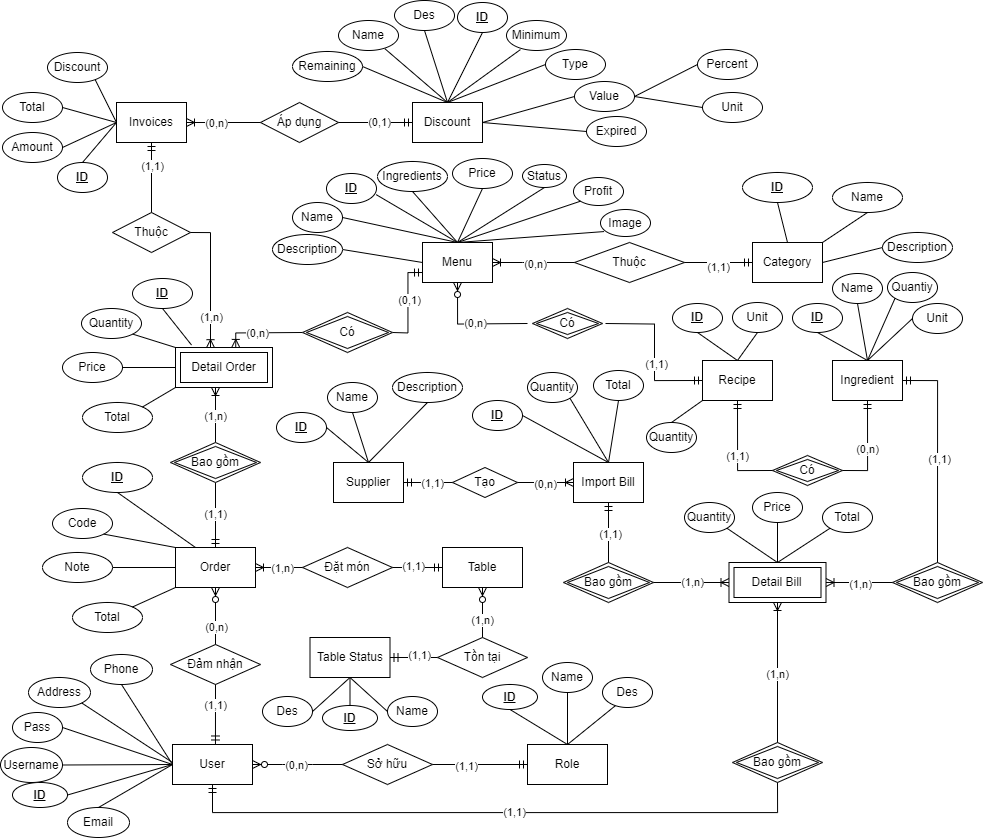 Des
ID
Name
Minimum
Remaining
Type
Percent
Discount
Value
Total
Unit
Invoices
(0,n)
Áp dụng
(0,1)
Discount
Expired
Amount
(1,1)
ID
Ingredients
Price
Status
ID
Profit
ID
Name
Name
Image
Thuộc
Description
Menu
(0,n)
Thuộc
(1,1)
Category
Description
ID
(0,1)
Name
Quantiy
Quantity
(1,n)
(0,n)
Có
(0,n)
Có
ID
Unit
ID
Unit
Price
Detail Order
(1,1)
Recipe
Ingredient
Total
(1,n)
Name
Description
ID
Quantity
Total
ID
Quantity
Bao gồm
(1,1)
(0,n)
(1,1)
Có
ID
Supplier
(1,1)
Tạo
(0,n)
Import Bill
Code
(1,1)
(1,1)
Quantity
Price
Total
Note
Order
(1,n)
Đặt món
(1,1)
Table
Bao gồm
(1,n)
Detail Bill
(1,n)
Bao gồm
Total
(0,n)
(1,n)
Phone
Đảm nhận
Table Status
(1,1)
Tồn tại
Address
(1,1)
Des
ID
Name
ID
Name
Des
(1,n)
Pass
Username
User
(0,n)
Sở hữu
(1,1)
Role
Bao gồm
ID
Email
(1,1)